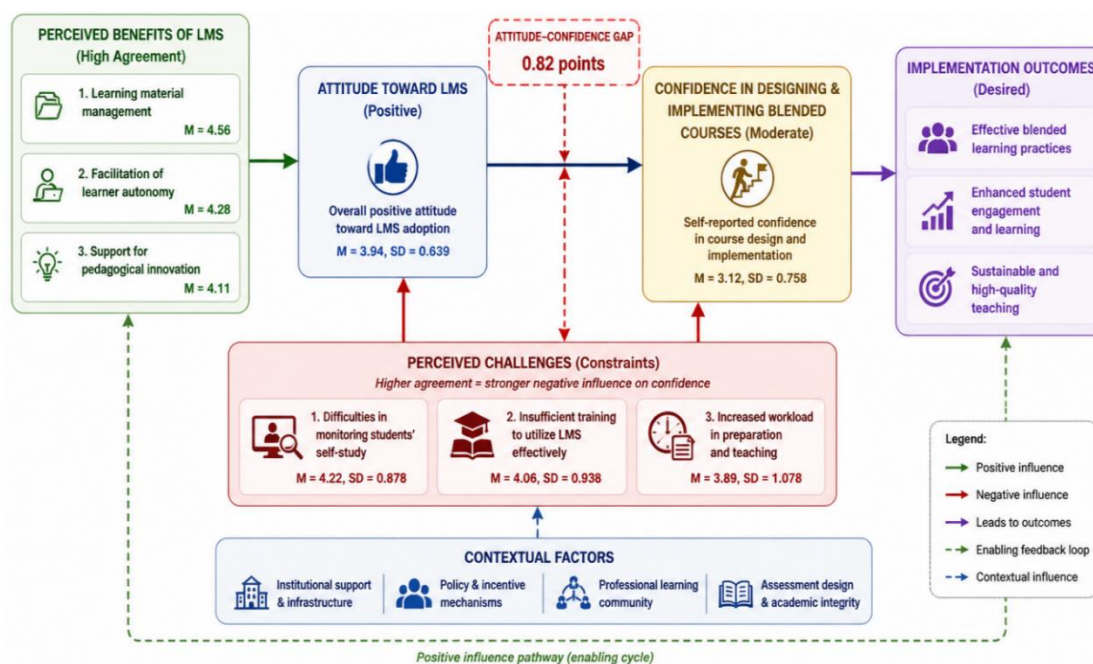 PERCEIVED BENEFITS OF LMS
(High Agreement)
1. Learning material
management
M = 4.56
2. Facilitation of
learner autonomy
M = 4.28
3. Support for
pedagogical innovation
M = 4.11
ATTITUDE TOWARD LMS
(Positive)
Overall positive attitude
toward LMS adoption
M = 3.94, SD = 0.639
ATTITUDE–CONFIDENCE GAP
0.82 points
CONFIDENCE IN DESIGNING &
IMPLEMENTING BLENDED
COURSES (Moderate)
Self-reported confidence
in course design and
implementation
M = 3.12, SD = 0.758
IMPLEMENTATION OUTCOMES
(Desired)
Effective blended
learning practices
Enhanced student
engagement
and learning
Sustainable and
high-quality
teaching
PERCEIVED CHALLENGES (Constraints)
Higher agreement = stronger negative influence on confidence
1. Difficulties in
monitoring students'
self-study
M = 4.22, SD = 0.878
2. Insufficient training
to utilize LMS
effectively
M = 4.06, SD = 0.938
3. Increased workload
in preparation
and teaching
M = 3.89, SD = 1.078
CONTEXTUAL FACTORS
Institutional support
& infrastructure
Policy & incentive
mechanisms
Professional learning
community
Assessment design
& academic integrity
Legend:
Positive influence
Negative influence
Leads to outcomes
Enabling feedback loop
Contextual influence
Positive influence pathway (enabling cycle)